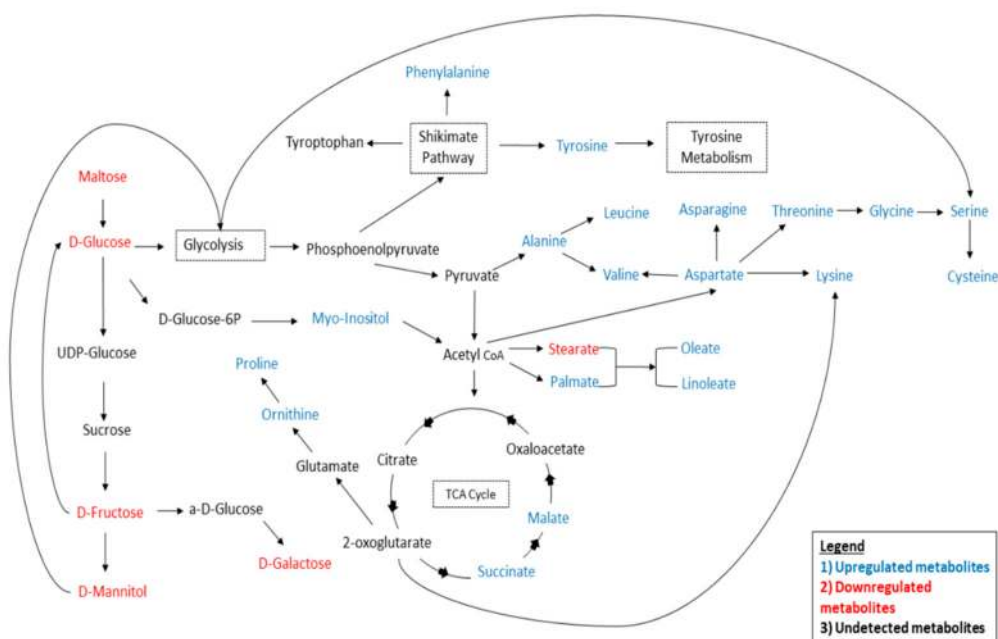 Phenylalanine
Tyroptophan
Shikimate
Pathway
Tyrosine
Tyrosine
Metabolism
Maltose
Leucine
Asparagine
Threonine
Glycine
Serine
D-Glucose
Glycolysis
Phosphoenolpyruvate
Alanine
Pyruvate
Valine
Aspartate
Lysine
Cysteine
D-Glucose-6P
Myo-Inositol
UDP-Glucose
Acetyl CoA
Stearate
Oleate
Proline
Palmate
Linoleate
Ornithine
Sucrose
Citrate
Oxaloacetate
Glutamate
TCA Cycle
D-Fructose
a-D-Glucose
Malate
2-oxoglutarate
D-Galactose
Succinate
D-Mannitol
Legend
1) Upregulated metabolites
2) Downregulated
metabolites
3) Undetected metabolites